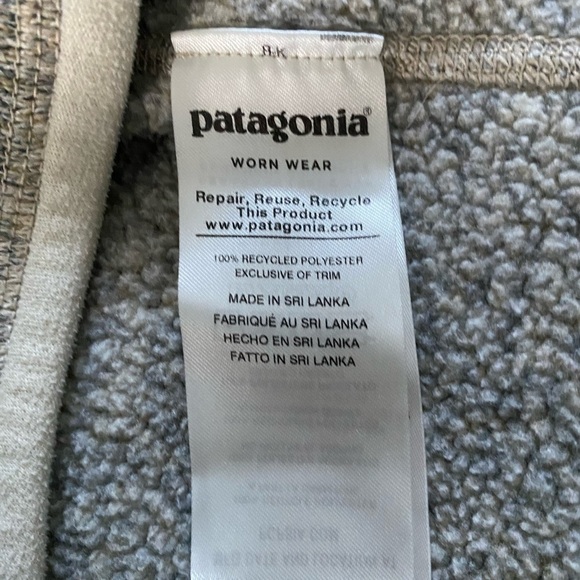 patagonia®
WORN WEAR
Repair, Reuse, Recycle
This Product
www.patagonia.com
100% RECYCLED POLYESTER
EXCLUSIVE OF TRIM
MADE IN SRI LANKA
FABRIQUÉ AU SRI LANKA
HECHO EN SRI LANKA
FATTO IN SRI LANKA